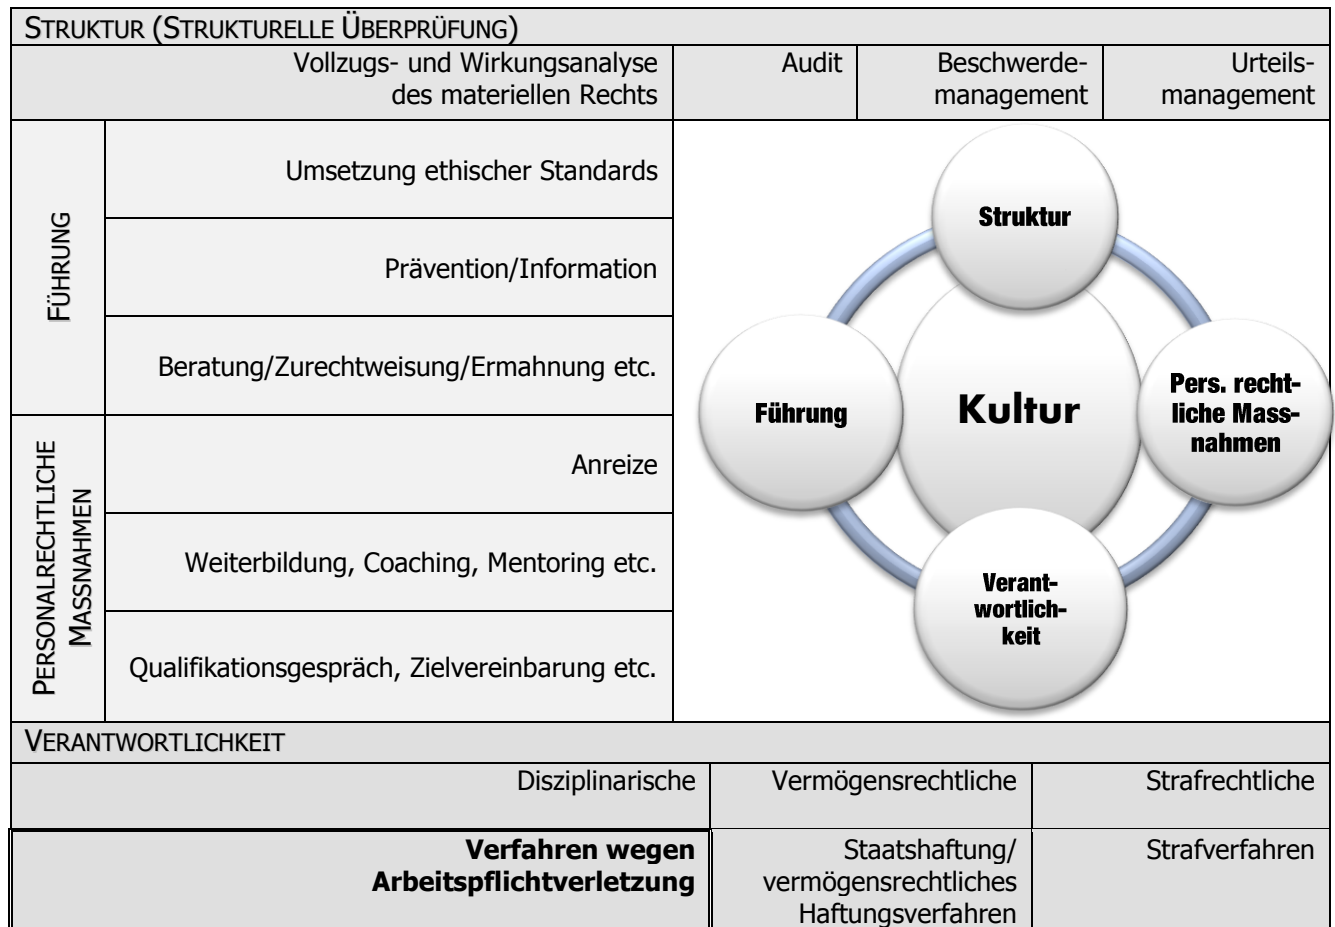 STRUKTUR (STRUKTURELLE ÜBERPRÜFUNG)
Vollzugs- und Wirkungsanalyse
des materiellen Rechts
Audit
Beschwerde-
management
Urteils-
management
FÜHRUNG
Umsetzung ethischer Standards
Prävention/Information
Beratung/Zurechtweisung/Ermahnung etc.
PERSONALRECHTLICHE
MASSNAHMEN
Anreize
Weiterbildung, Coaching, Mentoring etc.
Qualifikationsgespräch, Zielvereinbarung etc.
Struktur
Führung
Kultur
Pers. recht-
liche Mass-
nahmen
Verant-
wortlich-
keit
VERANTWORTLICHKEIT
Disziplinarische
Vermögensrechtliche
Strafrechtliche
Verfahren wegen
Arbeitspflichtverletzung
Staatshaftung/
vermögensrechtliches
Haftungsverfahren
Strafverfahren